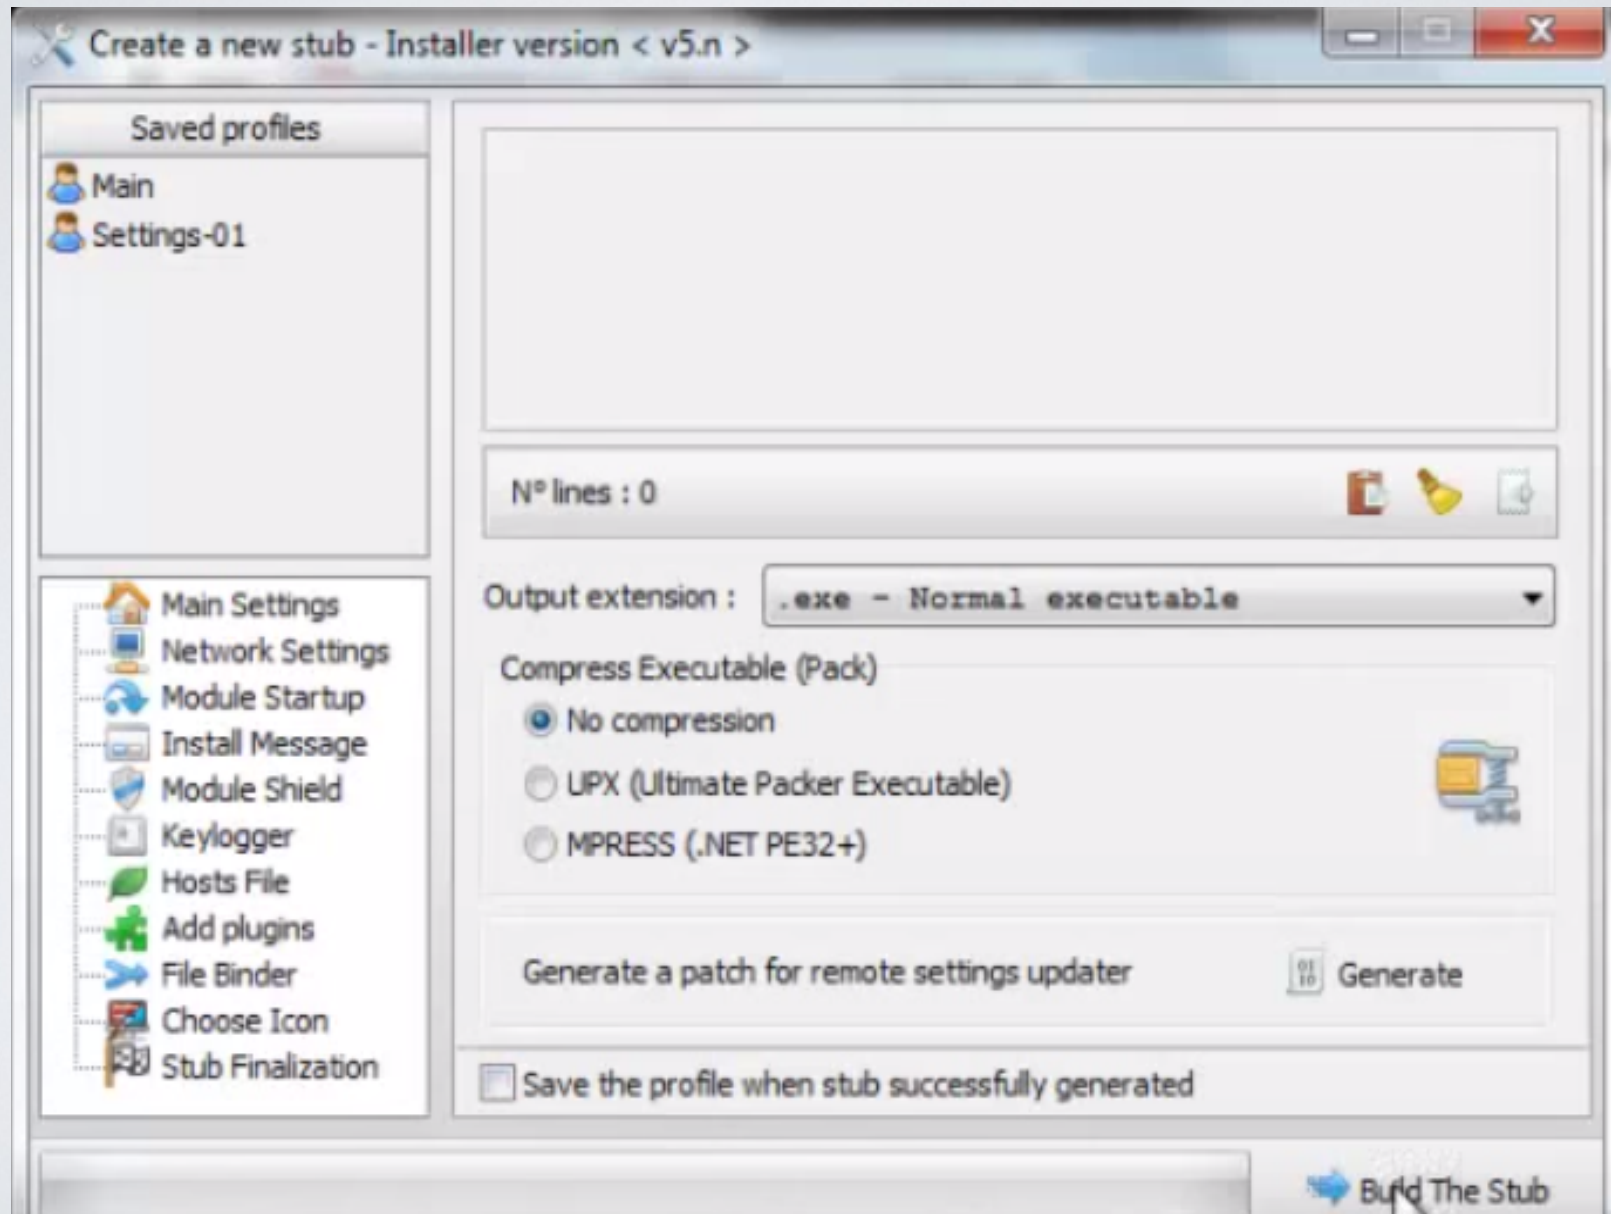 Create a new stub - Installer version < v5.n >
Saved profiles
Main
Settings-01
Main Settings
Network Settings
Module Startup
Install Message
Module Shield
Keylogger
Hosts File
Add plugins
File Binder
Choose Icon
Stub Finalization
N° lines : 0
Output extension :
.exe - Normal executable
Compress Executable (Pack)
No compression
UPX (Ultimate Packer Executable)
MPRESS (.NET PE32+)
Generate a patch for remote settings updater
Generate
Save the profile when stub successfully generated
Build The Stub